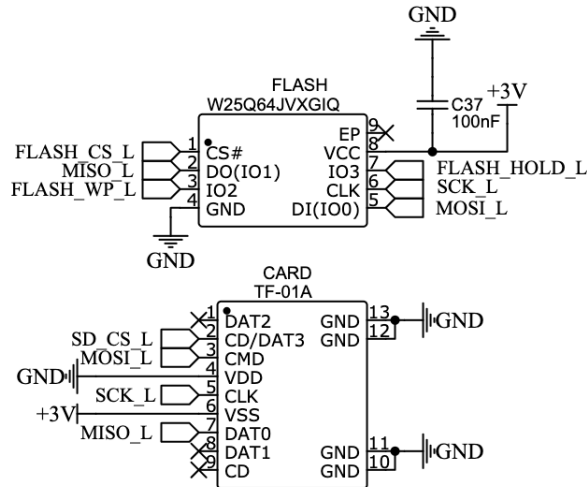 GND
FLASH
W25Q64JVXGIQ
+3V
C37
100nF
EP 9
FLASH_CS_L 1 CS# VCC 8
MISO_L 2 DO(IO1) IO3 7 FLASH_HOLD_L
FLASH_WP_L 3 IO2 CLK 6 SCK_L
4 GND DI(IO0) 5 MOSI_L
GND
CARD
TF-01A
1 DAT2 GND 13 GND
SD_CS_L 2 CD/DAT3 GND 12
MOSI_L 3 CMD
GND 4 VDD
SCK_L 5 CLK
+3V 6 VSS
MISO_L 7 DAT0
8 DAT1 GND 11 GND
9 CD GND 10